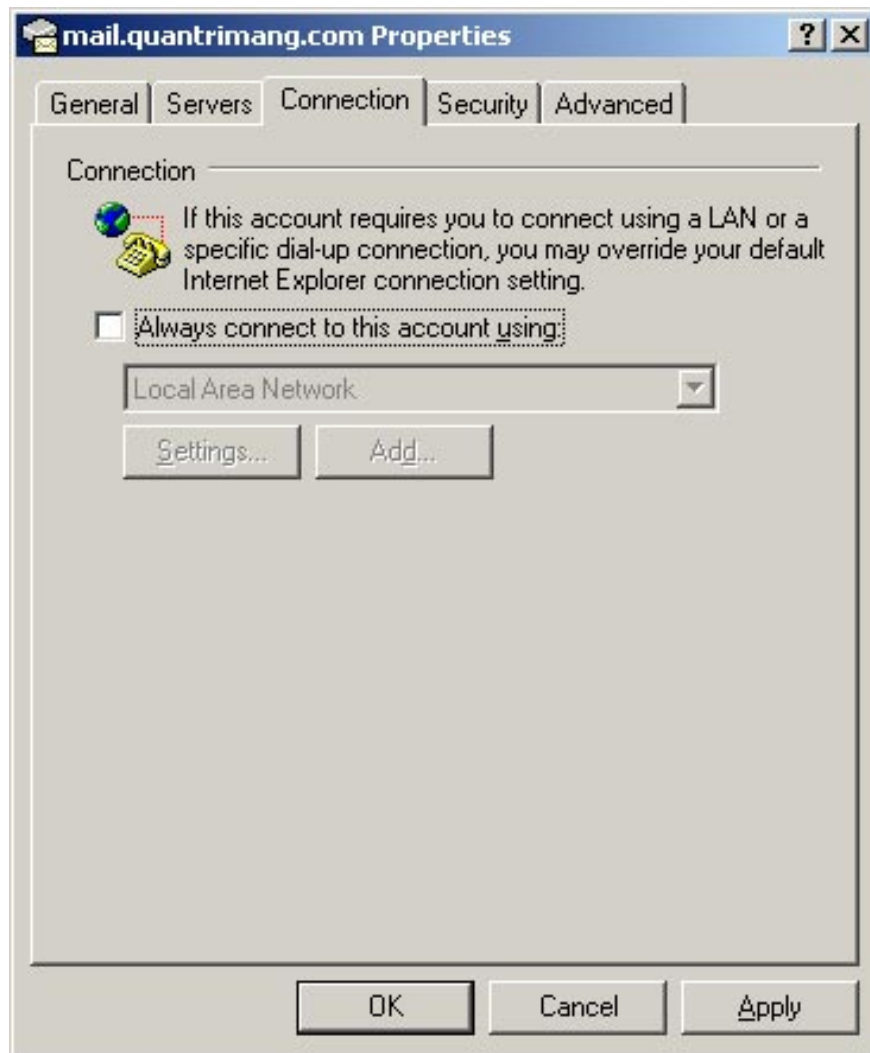 mail.quantrimang.com Properties
General Servers Connection Security Advanced
Connection
If this account requires you to connect using a LAN or a
specific dial-up connection, you may override your default
Internet Explorer connection setting.
Always connect to this account using:
Local Area Network
Settings... Add...
OK Cancel Apply